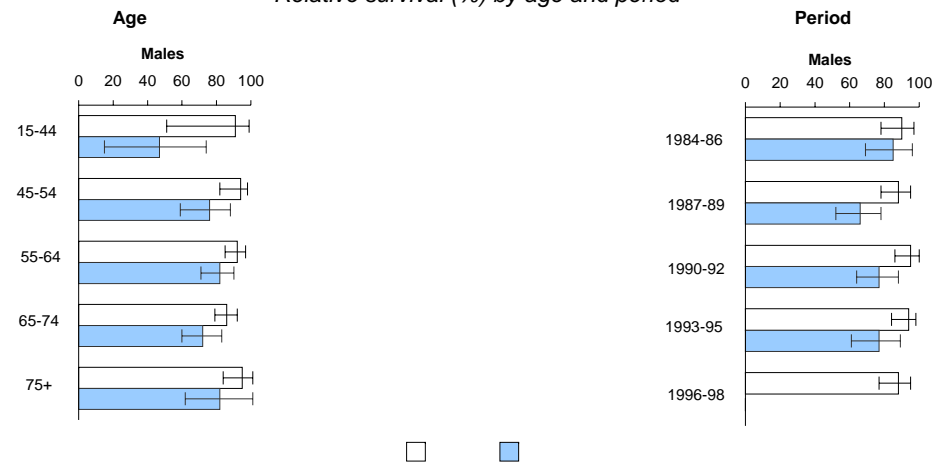 Relative survival (%) by age and period
Age
Males
0 20 40 60 80 100
15-44
45-54
55-64
65-74
75+
Period
Males
0 20 40 60 80 100
1984-86
1987-89
1990-92
1993-95
1996-98